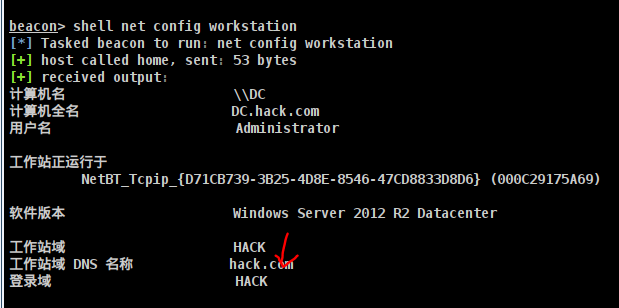 beacon> shell net config workstation
[*] Tasked beacon to run: net config workstation
[+] host called home, sent: 53 bytes
[+] received output:
计算机名 \\DC
计算机全名 DC.hack.com
用户名 Administrator
工作站正运行于
NetBT_Tcpip_{D71CB739-3B25-4D8E-8546-47CD8833D8D6} (000C29175A69)
软件版本 Windows Server 2012 R2 Datacenter
工作站域 HACK
工作站域 DNS 名称 hack.com
登录域 HACK